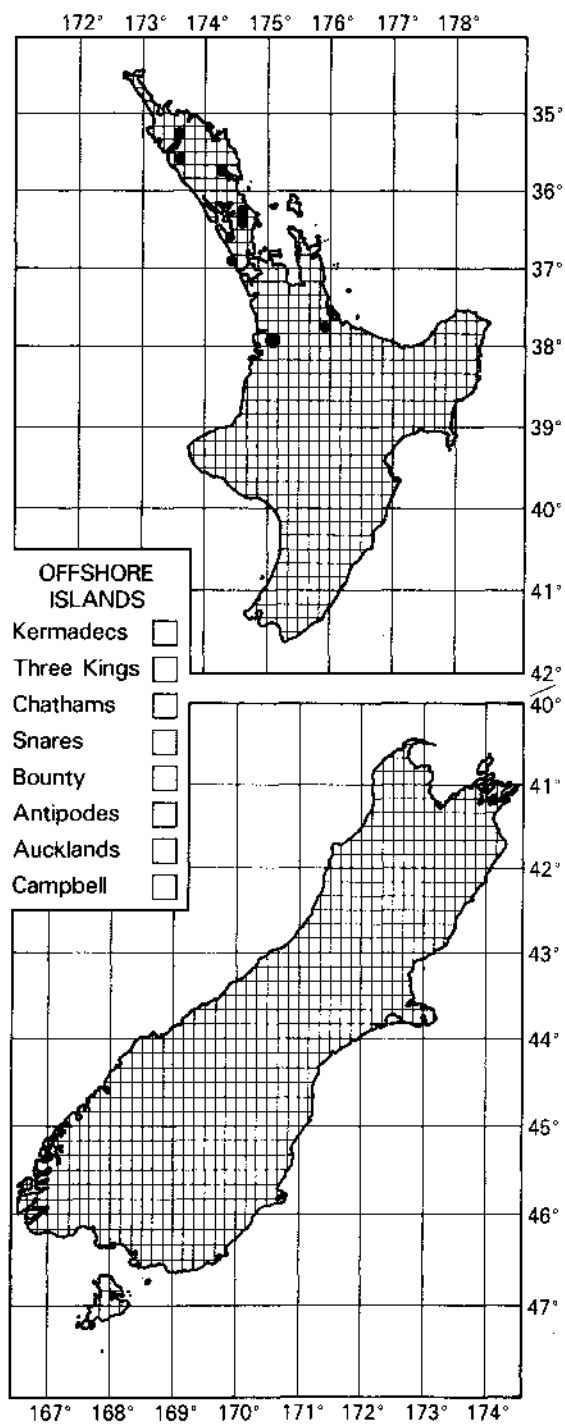 172° 173° 174° 175° 176° 177° 178°
35°
36°
37°
38°
39°
40°
41°
42°
OFFSHORE
ISLANDS
Kermadecs
Three Kings
Chathams
Snares
Bounty
Antipodes
Aucklands
Campbell
40°
41°
42°
43°
44°
45°
46°
47°
167° 168° 169° 170° 171° 172° 173° 174°